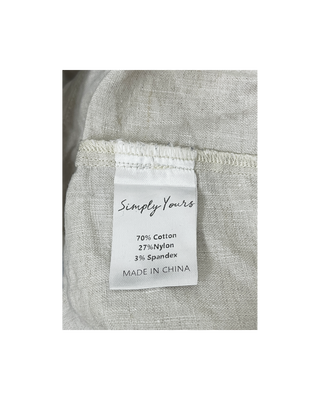 Simply Yours
70% Cotton
27%Nylon
3% Spandex
MADE IN CHINA